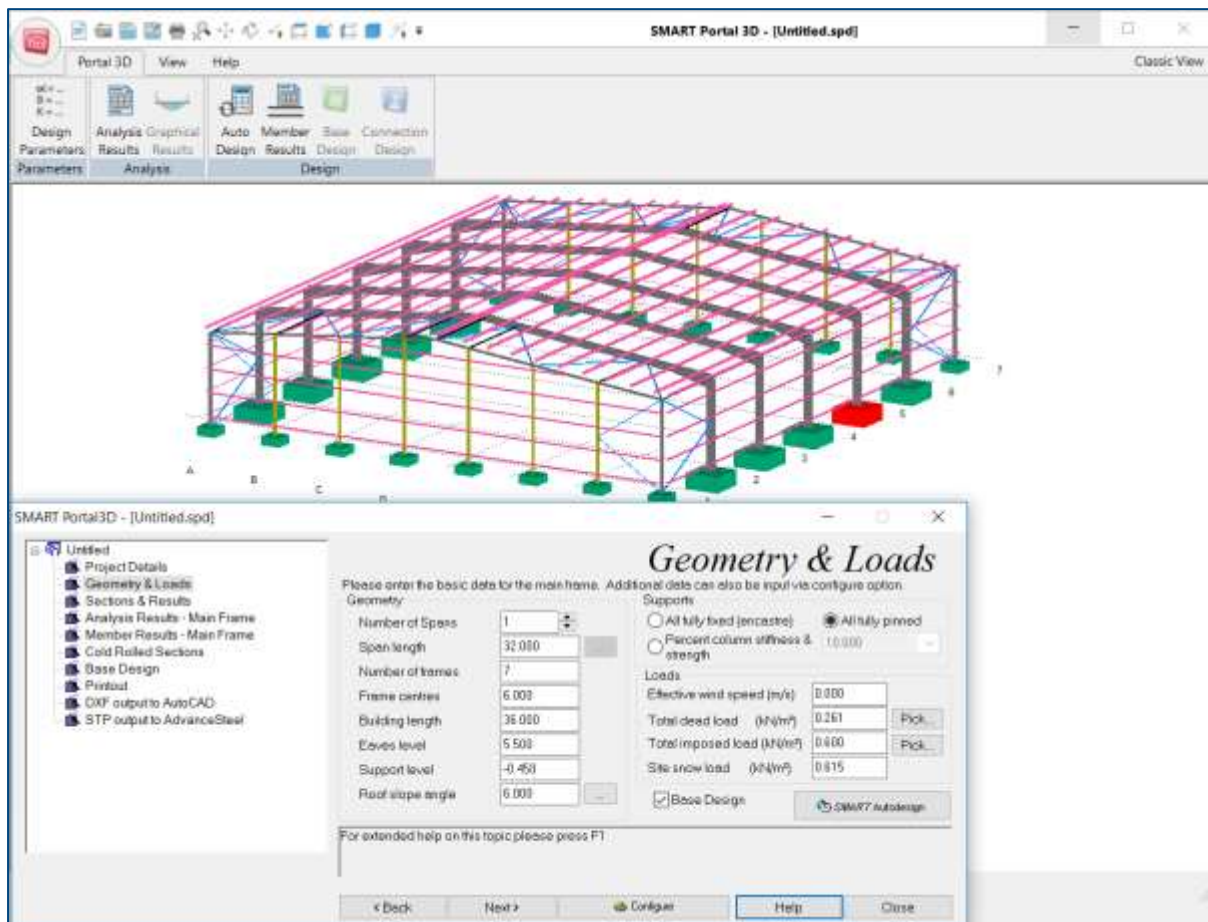 SMART Portal 3D - [Untitled.spd]
Portal 3D View Help Classic View
Design Parameters
Analysis Results
Graphical Results
Auto Design
Member Results
Base Design
Connection Design
Parameters Analysis Design
7
6
5
4
3
2
A
B
C
SMART Portal3D - [Untitled.spd]
Untitled
Project Details
Geometry & Loads
Sections & Results
Analysis Results - Main Frame
Member Results - Main Frame
Cold Rolled Sections
Base Design
Printout
DXF output to AutoCAD
STP output to AdvanceSteel
Geometry & Loads
Please enter the basic data for the main frame. Additional data can also be input via configure option.
Geometry
Number of Spans 1
Span length 32.000 ...
Number of frames 7
Frame centres 6.000
Building length 36.000
Eaves level 5.500
Support level -0.450
Roof slope angle 6.000 ...
Supports
All fully fixed (encastre) All fully pinned
Percent column stiffness & strength 10.000
Loads
Effective wind speed (m/s) 0.000
Total dead load (kN/m²) 0.261 Pick...
Total imposed load (kN/m²) 0.600 Pick...
Site snow load (kN/m²) 0.615
Base Design SMART Autodesign
For extended help on this topic please press F1
< Back Next > Configure Help Close